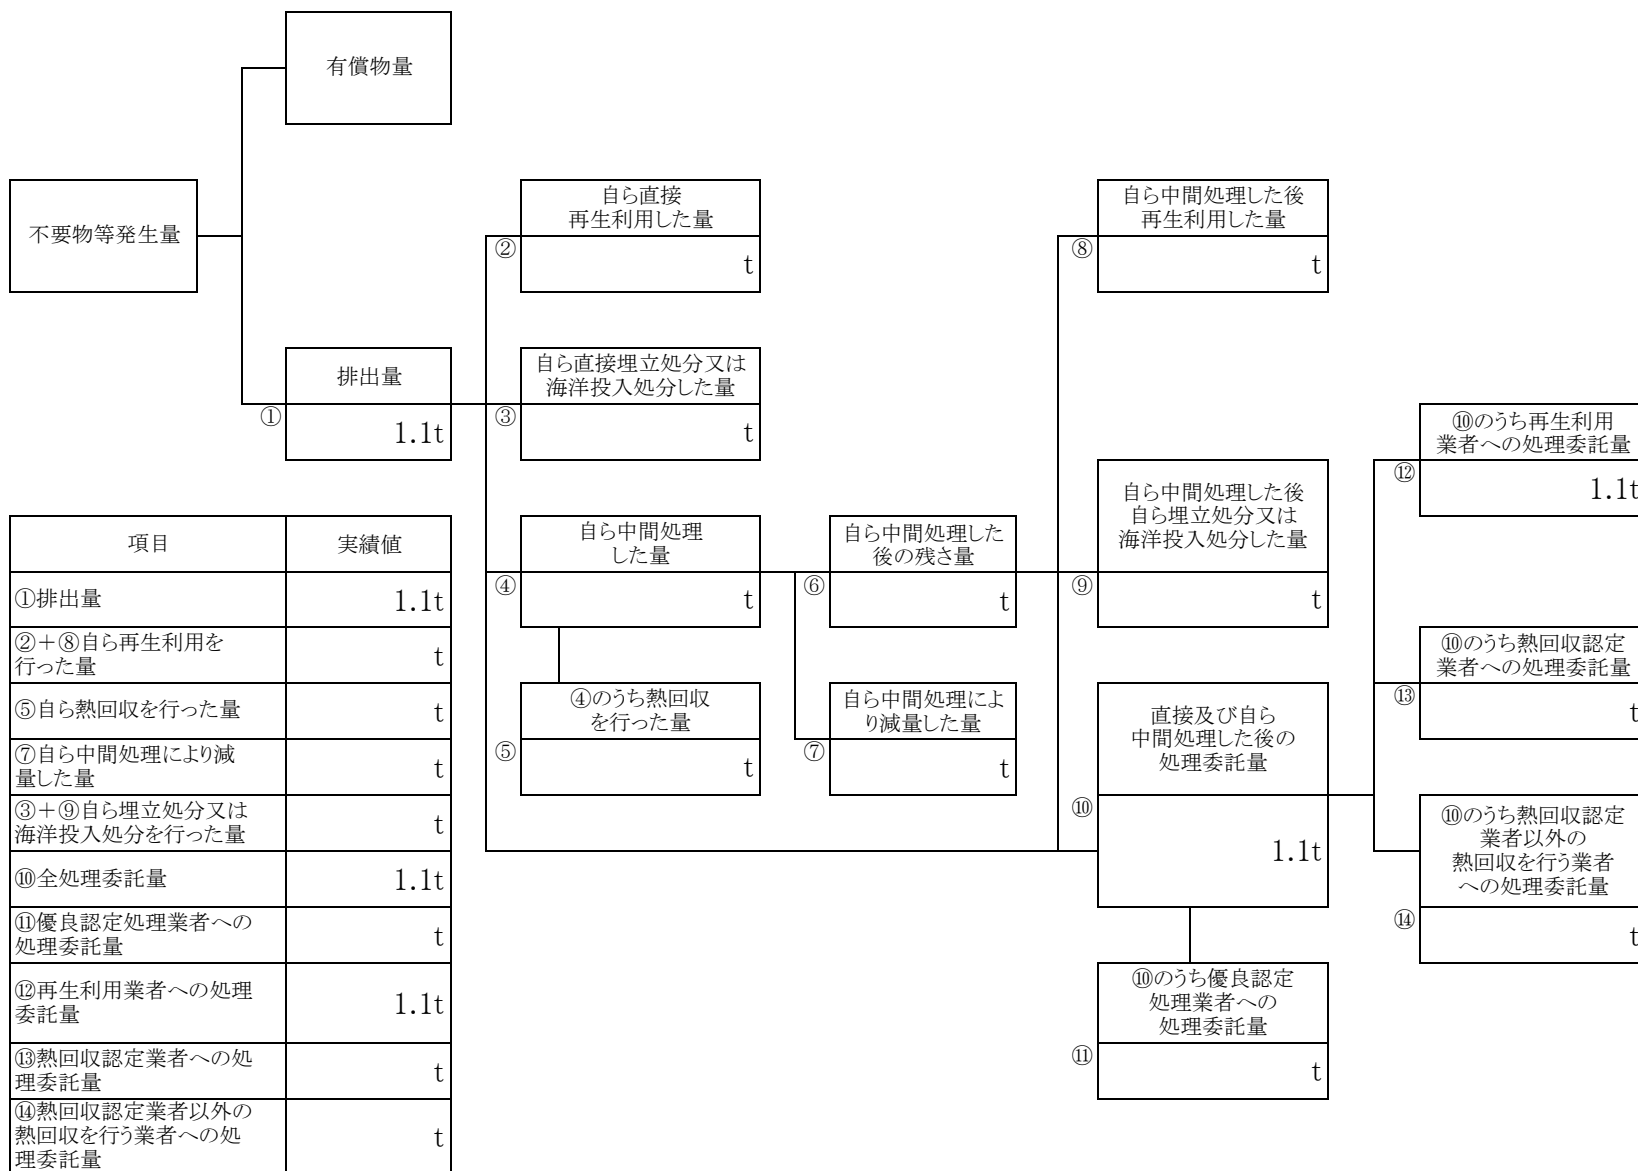 有償物量
不要物等発生量
自ら直接
再生利用した量
②
t
自ら中間処理した後
再生利用した量
⑧
t
排出量
①
1.1t
自ら直接埋立処分又は
海洋投入処分した量
③
t
⑩のうち再生利用
業者への処理委託量
⑫
1.1t
自ら中間処理
した量
④
t
自ら中間処理した
後の残さ量
⑥
t
自ら中間処理した後
自ら埋立処分又は
海洋投入処分した量
⑨
t
⑩のうち熱回収認定
業者への処理委託量
⑬
t
④のうち熱回収
を行った量
⑤
t
自ら中間処理によ
り減量した量
⑦
t
直接及び自ら
中間処理した後の
処理委託量
⑩
1.1t
⑩のうち熱回収認定
業者以外の
熱回収を行う業者
への処理委託量
⑭
t
⑩のうち優良認定
処理業者への
処理委託量
⑪
t
項目 実績値
①排出量 1.1t
②＋⑧自ら再生利用を
行った量 t
⑤自ら熱回収を行った量 t
⑦自ら中間処理により減
量した量 t
③＋⑨自ら埋立処分又は
海洋投入処分を行った量 t
⑩全処理委託量 1.1t
⑪優良認定処理業者への
処理委託量 t
⑫再生利用業者への処理
委託量 1.1t
⑬熱回収認定業者への処
理委託量 t
⑭熱回収認定業者以外の
熱回収を行う業者への処
理委託量 t